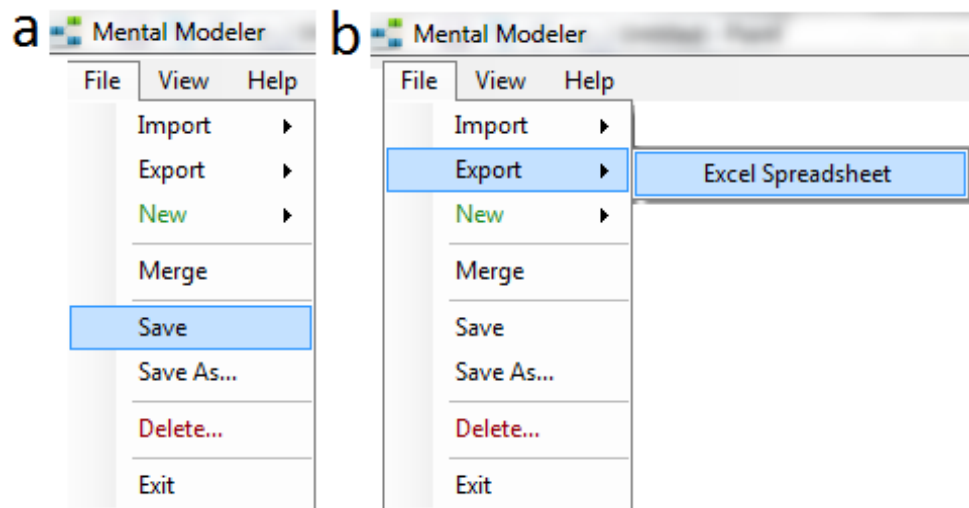 a Mental Modeler
File View Help
Import
Export
New
Merge
Save
Save As...
Delete...
Exit
b Mental Modeler
File View Help
Import
Export
Excel Spreadsheet
New
Merge
Save
Save As...
Delete...
Exit